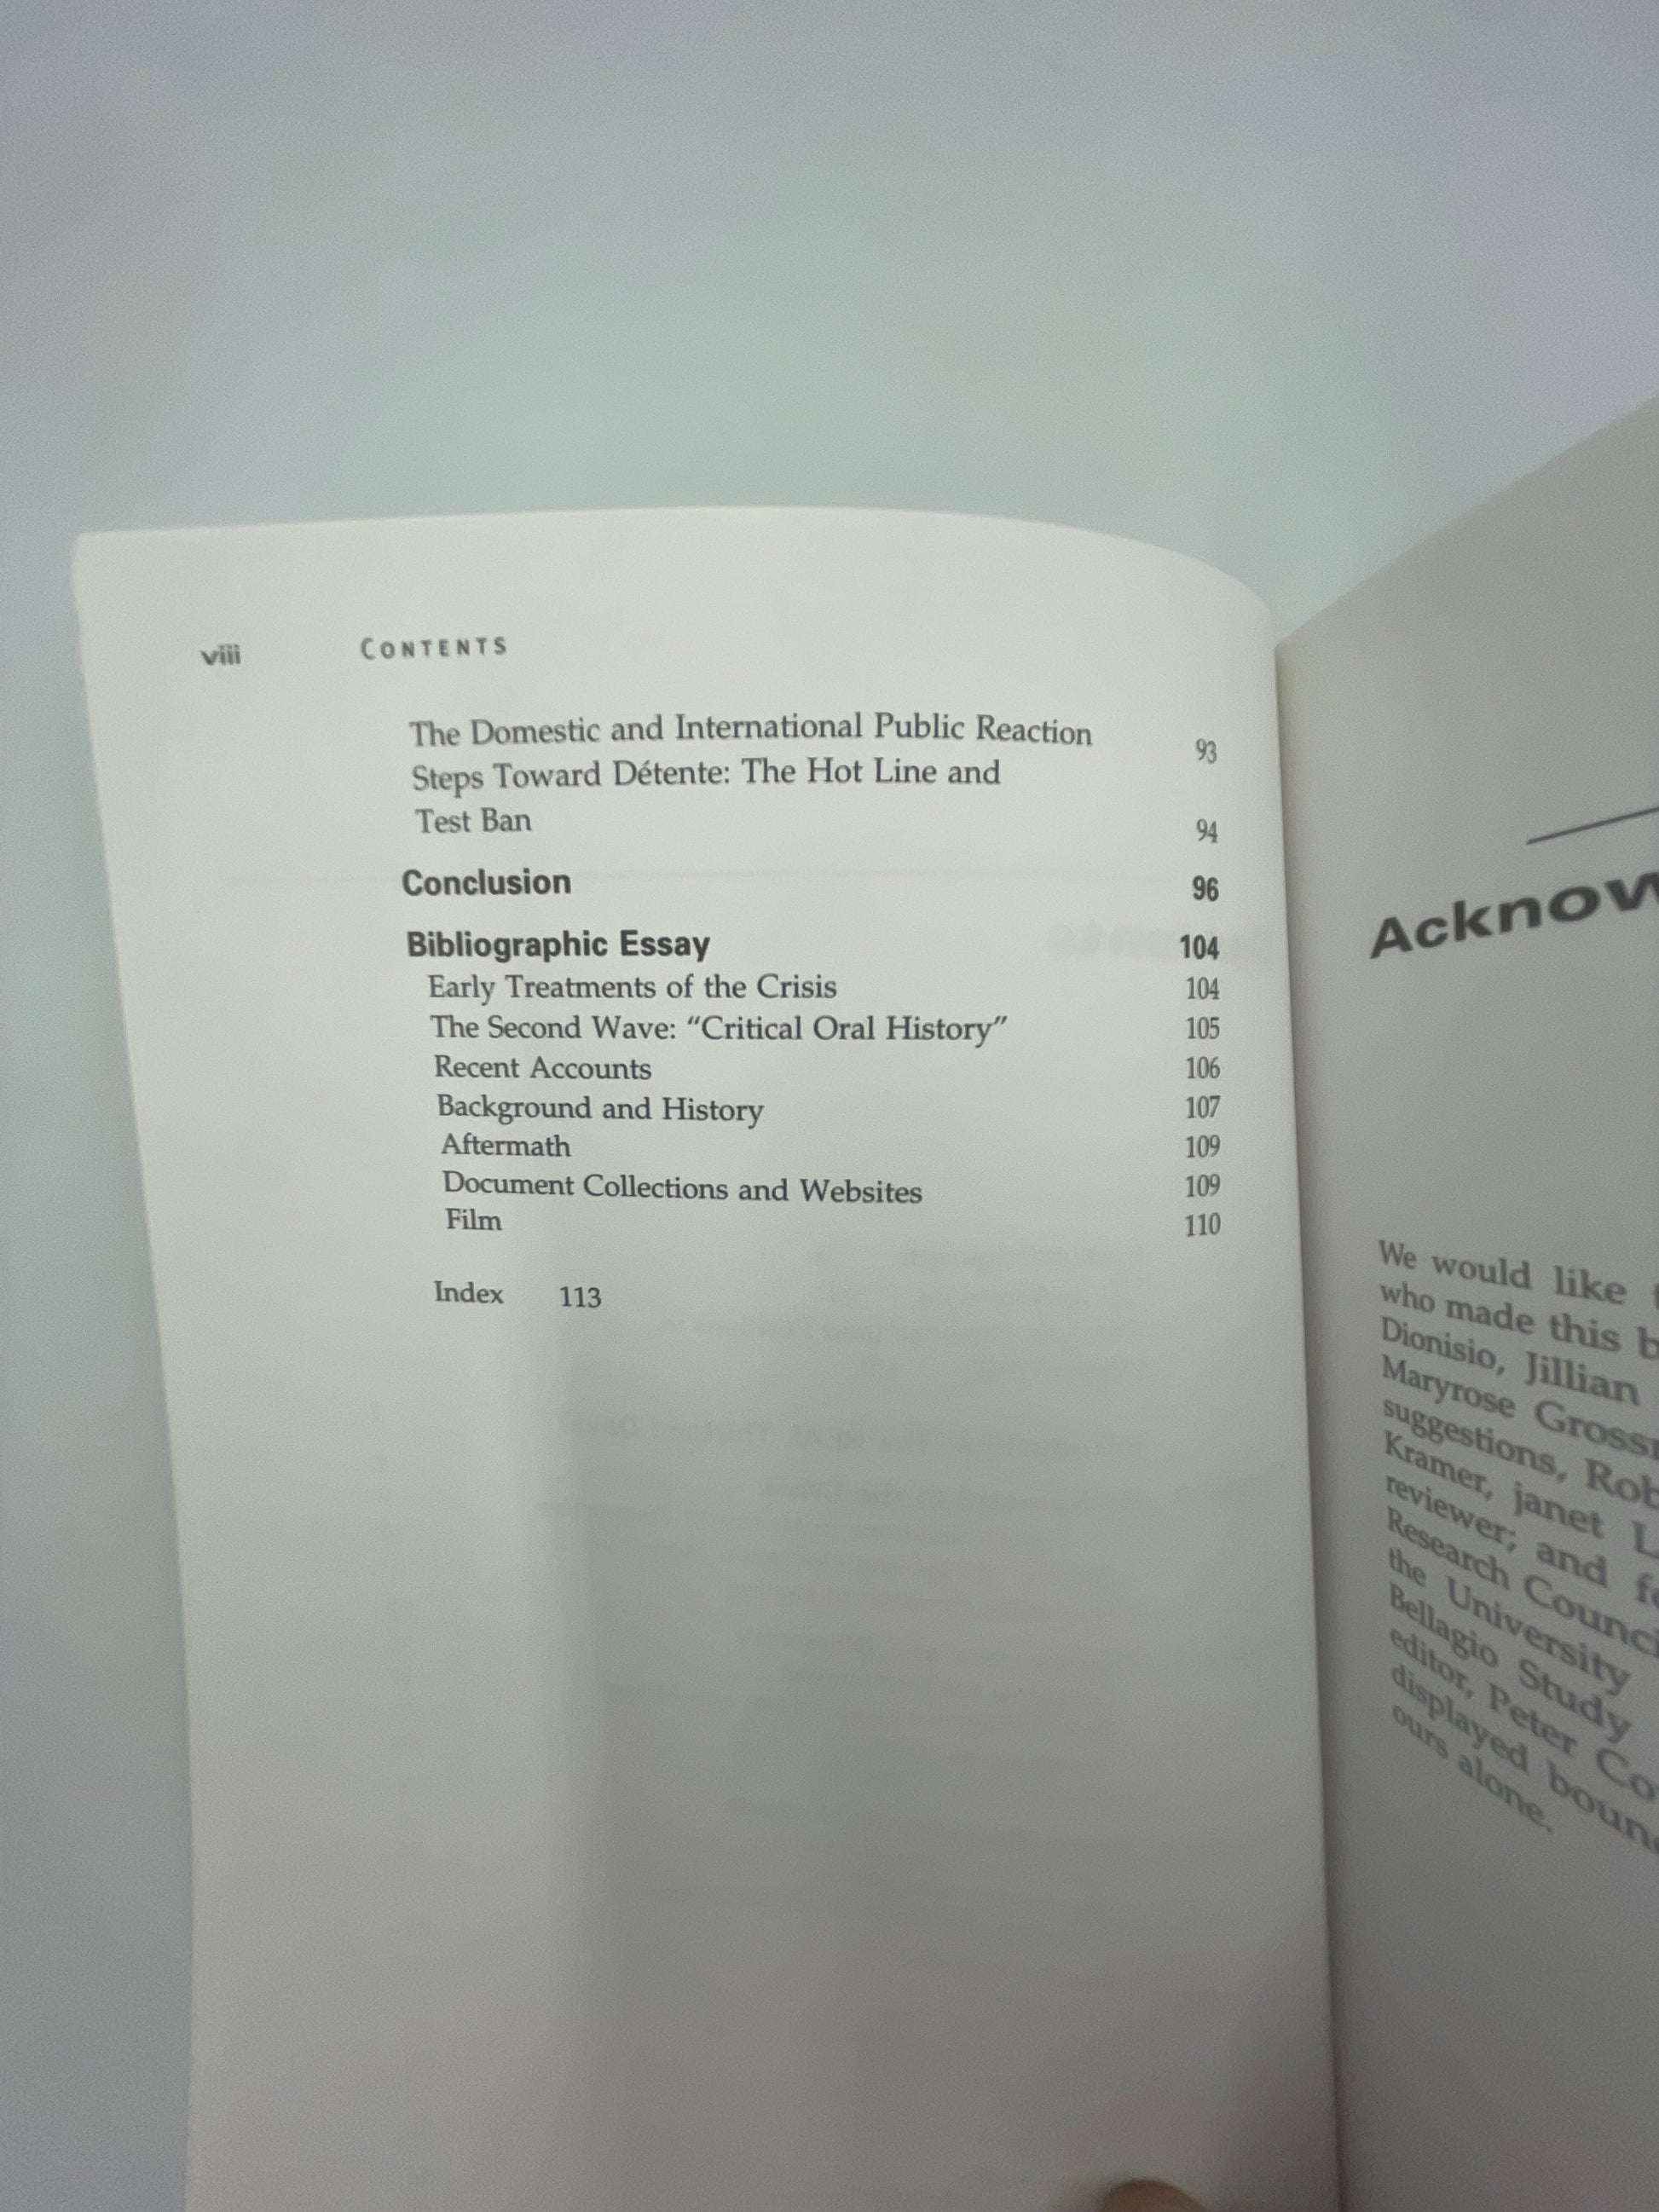 viii CONTENTS
The Domestic and International Public Reaction 93
Steps Toward Détente: The Hot Line and
Test Ban 94
Conclusion 96
Bibliographic Essay 104
Early Treatments of the Crisis 104
The Second Wave: “Critical Oral History” 105
Recent Accounts 106
Background and History 107
Aftermath 109
Document Collections and Websites 109
Film 110
Index 113
We would like
who made this
Dionisio, Jillian
Maryrose
suggestions,
Kramer, janet
reviewer; and
Research
the University
Bellagio Study
editor, Peter
displayed
ours alone.